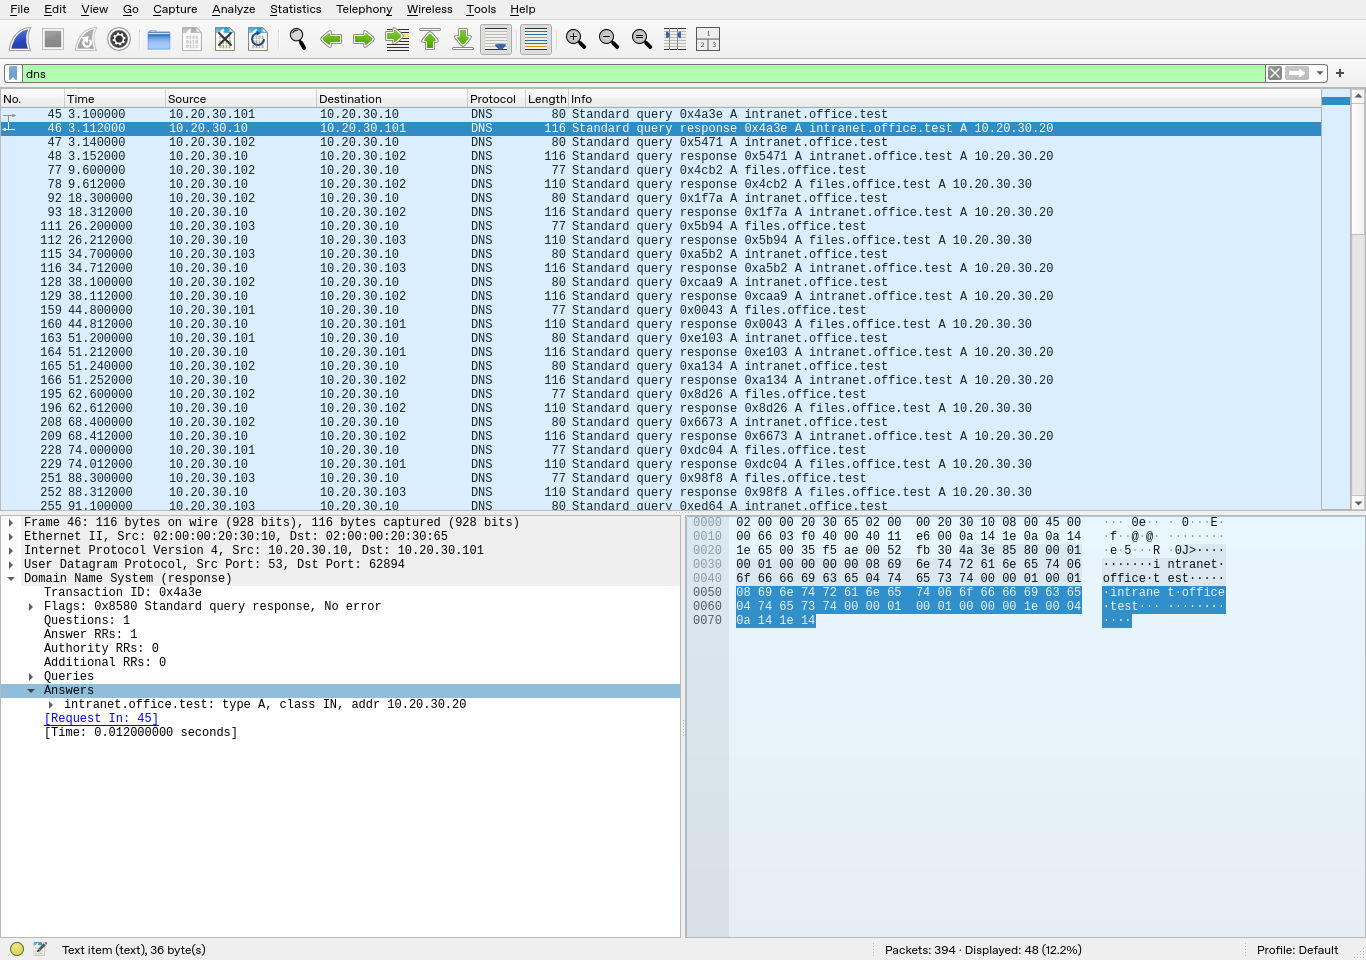 File Edit View Go Capture Analyze Statistics Telephony Wireless Tools Help
dns
No. Time Source Destination Protocol Length Info
45 3.100000 10.20.30.101 10.20.30.10 DNS 80 Standard query 0x4a3e A intranet.office.test
46 3.112000 10.20.30.10 10.20.30.101 DNS 116 Standard query response 0x4a3e A intranet.office.test A 10.20.30.20
47 3.140000 10.20.30.102 10.20.30.10 DNS 80 Standard query 0x5471 A intranet.office.test
48 3.152000 10.20.30.10 10.20.30.102 DNS 116 Standard query response 0x5471 A intranet.office.test A 10.20.30.20
77 9.600000 10.20.30.102 10.20.30.10 DNS 77 Standard query 0x4cb2 A files.office.test
78 9.612000 10.20.30.10 10.20.30.102 DNS 110 Standard query response 0x4cb2 A files.office.test A 10.20.30.30
92 18.300000 10.20.30.102 10.20.30.10 DNS 80 Standard query 0x1f7a A intranet.office.test
93 18.312000 10.20.30.10 10.20.30.102 DNS 116 Standard query response 0x1f7a A intranet.office.test A 10.20.30.20
111 26.200000 10.20.30.103 10.20.30.10 DNS 77 Standard query 0x5b94 A files.office.test
112 26.212000 10.20.30.10 10.20.30.103 DNS 110 Standard query response 0x5b94 A files.office.test A 10.20.30.30
115 34.700000 10.20.30.103 10.20.30.10 DNS 80 Standard query 0xa5b2 A intranet.office.test
116 34.712000 10.20.30.10 10.20.30.103 DNS 116 Standard query response 0xa5b2 A intranet.office.test A 10.20.30.20
128 38.100000 10.20.30.102 10.20.30.10 DNS 80 Standard query 0xcaa9 A intranet.office.test
129 38.112000 10.20.30.10 10.20.30.102 DNS 116 Standard query response 0xcaa9 A intranet.office.test A 10.20.30.20
159 44.800000 10.20.30.101 10.20.30.10 DNS 77 Standard query 0x0043 A files.office.test
160 44.812000 10.20.30.10 10.20.30.101 DNS 110 Standard query response 0x0043 A files.office.test A 10.20.30.30
163 51.200000 10.20.30.101 10.20.30.10 DNS 80 Standard query 0xe103 A intranet.office.test
164 51.212000 10.20.30.10 10.20.30.101 DNS 116 Standard query response 0xe103 A intranet.office.test A 10.20.30.20
165 51.240000 10.20.30.102 10.20.30.10 DNS 80 Standard query 0xa134 A intranet.office.test
166 51.252000 10.20.30.10 10.20.30.102 DNS 116 Standard query response 0xa134 A intranet.office.test A 10.20.30.20
195 62.600000 10.20.30.102 10.20.30.10 DNS 77 Standard query 0x8d26 A files.office.test
196 62.612000 10.20.30.10 10.20.30.102 DNS 110 Standard query response 0x8d26 A files.office.test A 10.20.30.30
208 68.400000 10.20.30.102 10.20.30.10 DNS 80 Standard query 0x6673 A intranet.office.test
209 68.412000 10.20.30.10 10.20.30.102 DNS 116 Standard query response 0x6673 A intranet.office.test A 10.20.30.20
228 74.000000 10.20.30.101 10.20.30.10 DNS 77 Standard query 0xdc04 A files.office.test
229 74.012000 10.20.30.10 10.20.30.101 DNS 110 Standard query response 0xdc04 A files.office.test A 10.20.30.30
251 88.300000 10.20.30.103 10.20.30.10 DNS 77 Standard query 0x98f8 A files.office.test
252 88.312000 10.20.30.10 10.20.30.103 DNS 110 Standard query response 0x98f8 A files.office.test A 10.20.30.30
255 91.100000 10.20.30.103 10.20.30.10 DNS 80 Standard query 0xed64 A intranet.office.test
Frame 46: 116 bytes on wire (928 bits), 116 bytes captured (928 bits)
Ethernet II, Src: 02:00:00:20:30:10, Dst: 02:00:00:20:30:65
Internet Protocol Version 4, Src: 10.20.30.10, Dst: 10.20.30.101
User Datagram Protocol, Src Port: 53, Dst Port: 62894
Domain Name System (response)
Transaction ID: 0x4a3e
Flags: 0x8580 Standard query response, No error
Questions: 1
Answer RRs: 1
Authority RRs: 0
Additional RRs: 0
Queries
Answers
intranet.office.test: type A, class IN, addr 10.20.30.20
[Request In: 45]
[Time: 0.012000000 seconds]
0000 02 00 00 20 30 65 02 00 00 20 30 10 08 00 45 00 ··· 0e·· · 0···E·
0010 00 66 03 f0 40 00 40 11 e6 00 0a 14 1e 0a 0a 14 ·f··@·@· ········
0020 1e 65 00 35 f5 ae 00 52 fb 30 4a 3e 85 80 00 01 ·e·5···R ·0J>····
0030 00 01 00 00 00 00 08 69 6e 74 72 61 6e 65 74 06 ·······i ntranet·
0040 6f 66 66 69 63 65 04 74 65 73 74 00 00 01 00 01 office·t est·····
0050 08 69 6e 74 72 61 6e 65 74 06 6f 66 66 69 63 65 ·intrane t·office
0060 04 74 65 73 74 00 00 01 00 01 00 00 00 1e 00 04 ·test··· ········
0070 0a 14 1e 14 ····
Text item (text), 36 byte(s)
Packets: 394 · Displayed: 48 (12.2%)
Profile: Default